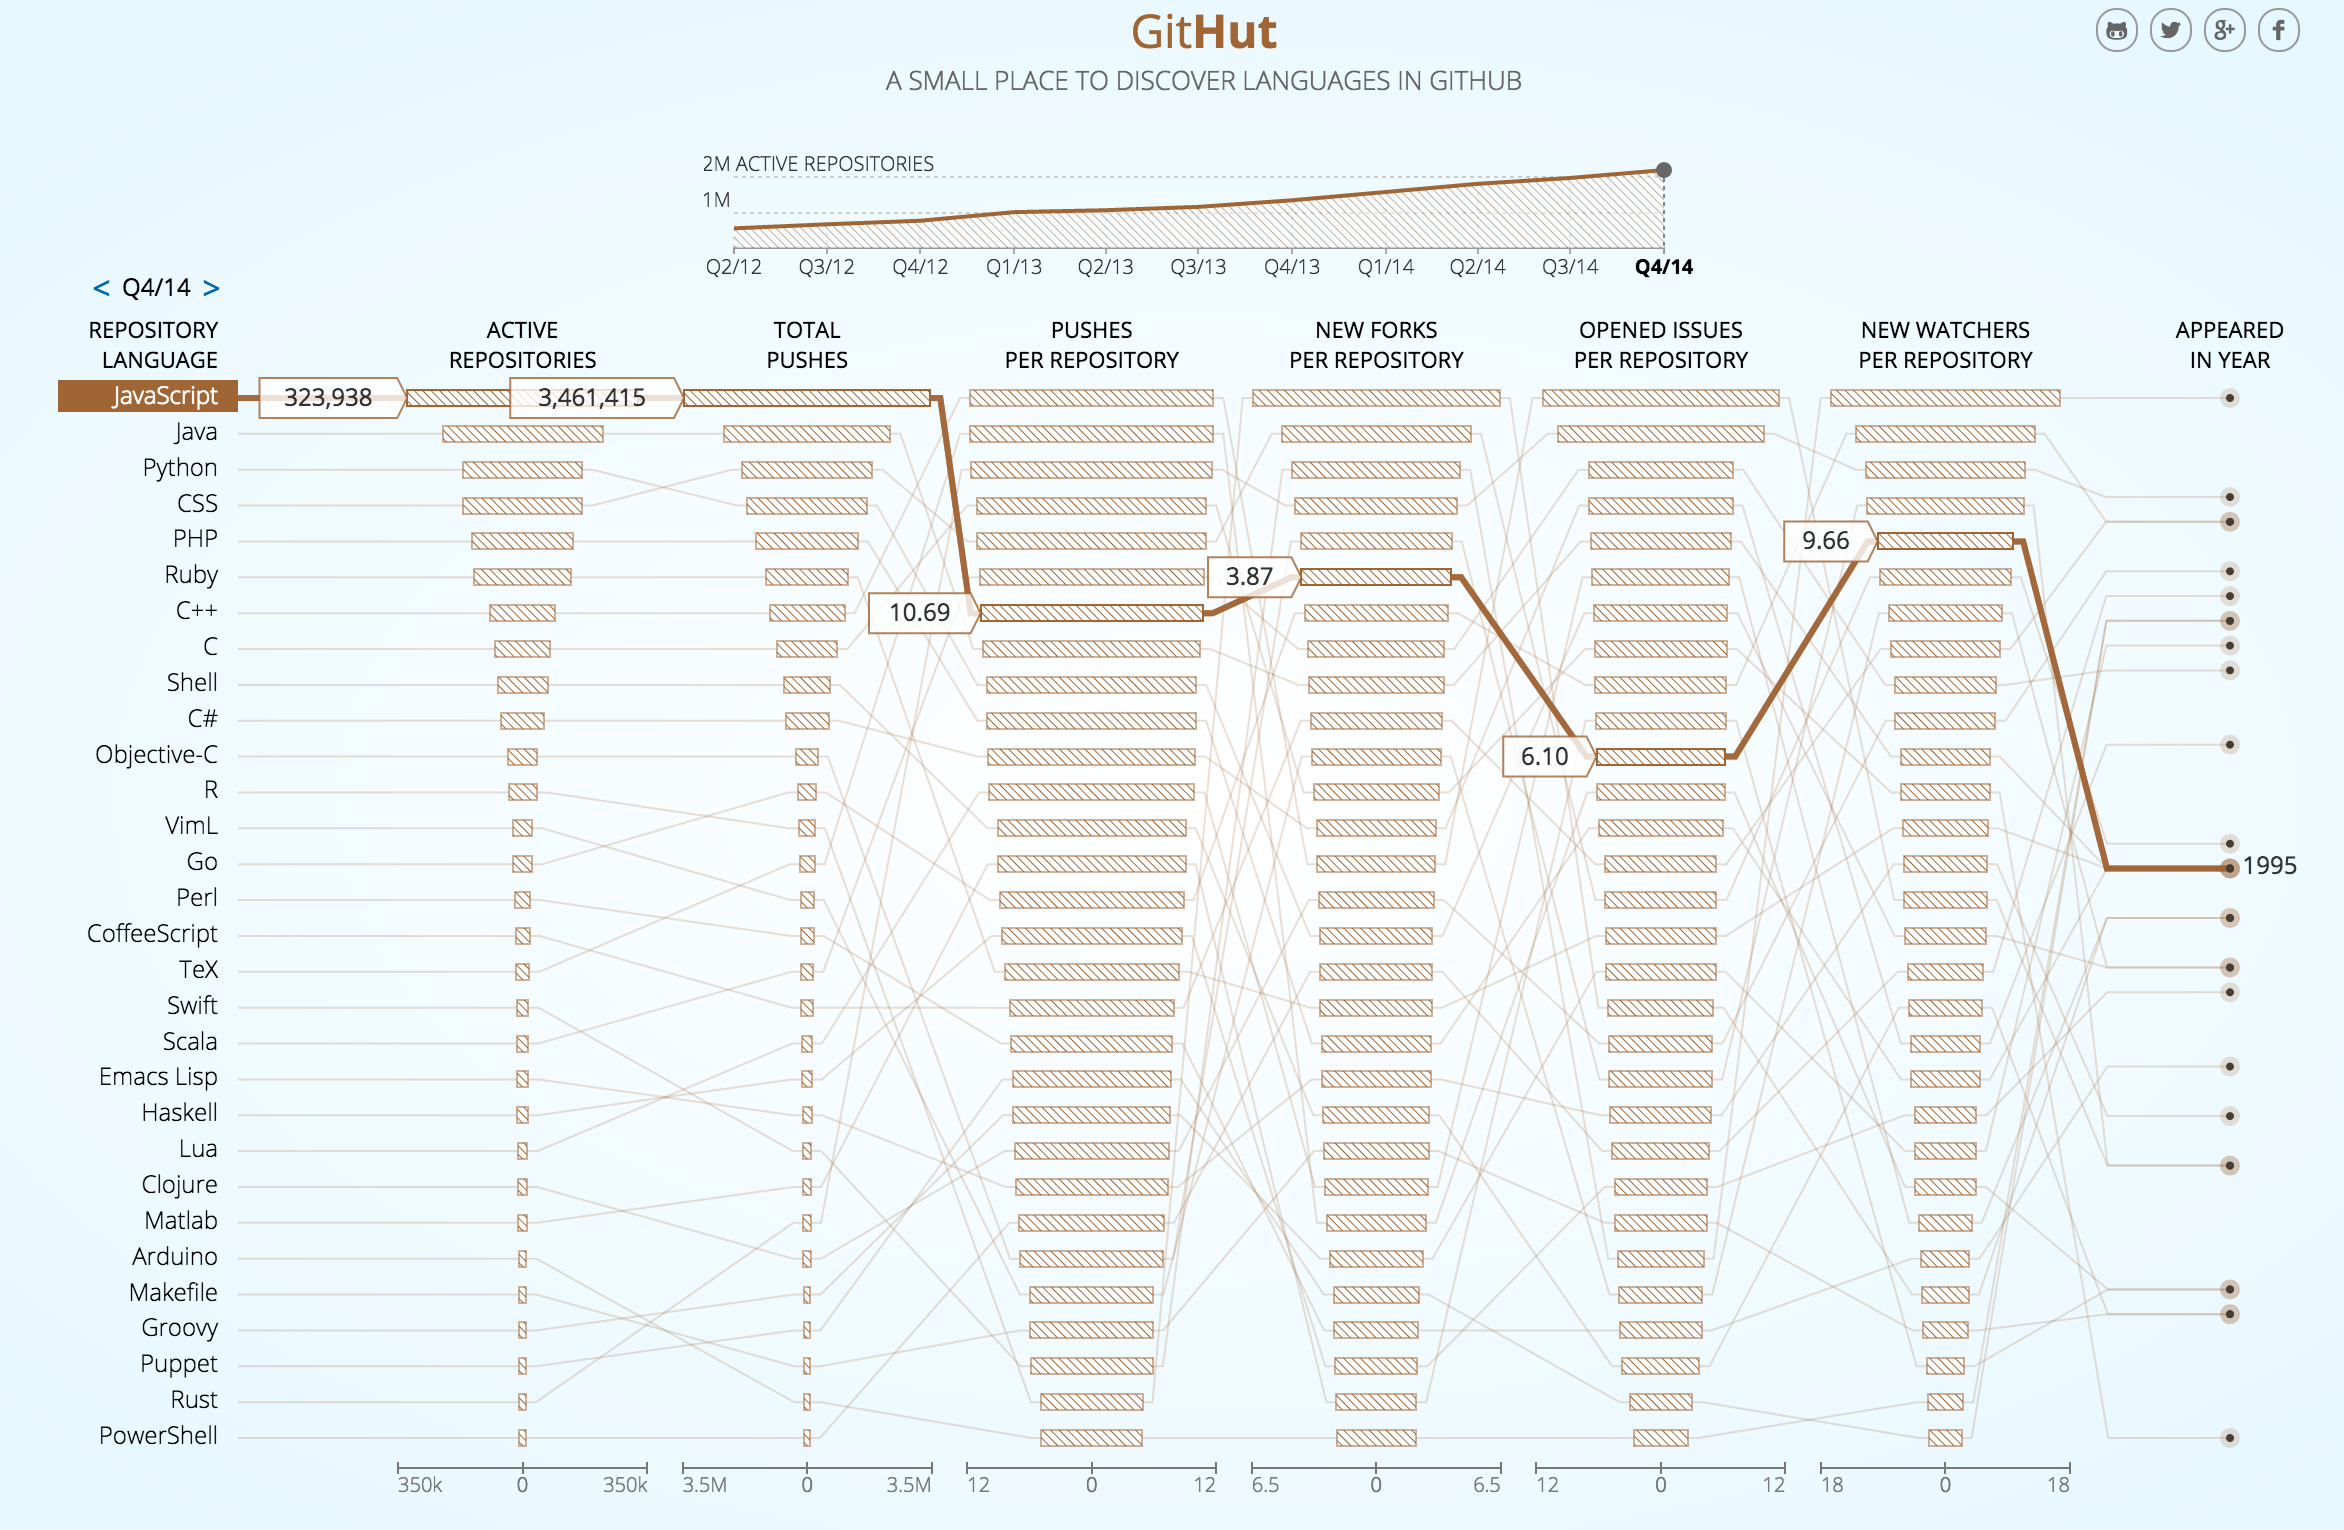 GitHut
A SMALL PLACE TO DISCOVER LANGUAGES IN GITHUB
2M ACTIVE REPOSITORIES
1M
Q2/12 Q3/12 Q4/12 Q1/13 Q2/13 Q3/13 Q4/13 Q1/14 Q2/14 Q3/14 Q4/14
< Q4/14 >
REPOSITORY LANGUAGE
ACTIVE REPOSITORIES
TOTAL PUSHES
PUSHES PER REPOSITORY
NEW FORKS PER REPOSITORY
OPENED ISSUES PER REPOSITORY
NEW WATCHERS PER REPOSITORY
APPEARED IN YEAR
JavaScript 323,938 3,461,415
Java
Python
CSS
PHP 9.66
Ruby 3.87
C++ 10.69
C
Shell
C#
Objective-C 6.10
R
VimL
Go 1995
Perl
CoffeeScript
TeX
Swift
Scala
Emacs Lisp
Haskell
Lua
Clojure
Matlab
Arduino
Makefile
Groovy
Puppet
Rust
PowerShell
350k 0 350k 3.5M 0 3.5M 12 0 12 6.5 0 6.5 12 0 12 18 0 18